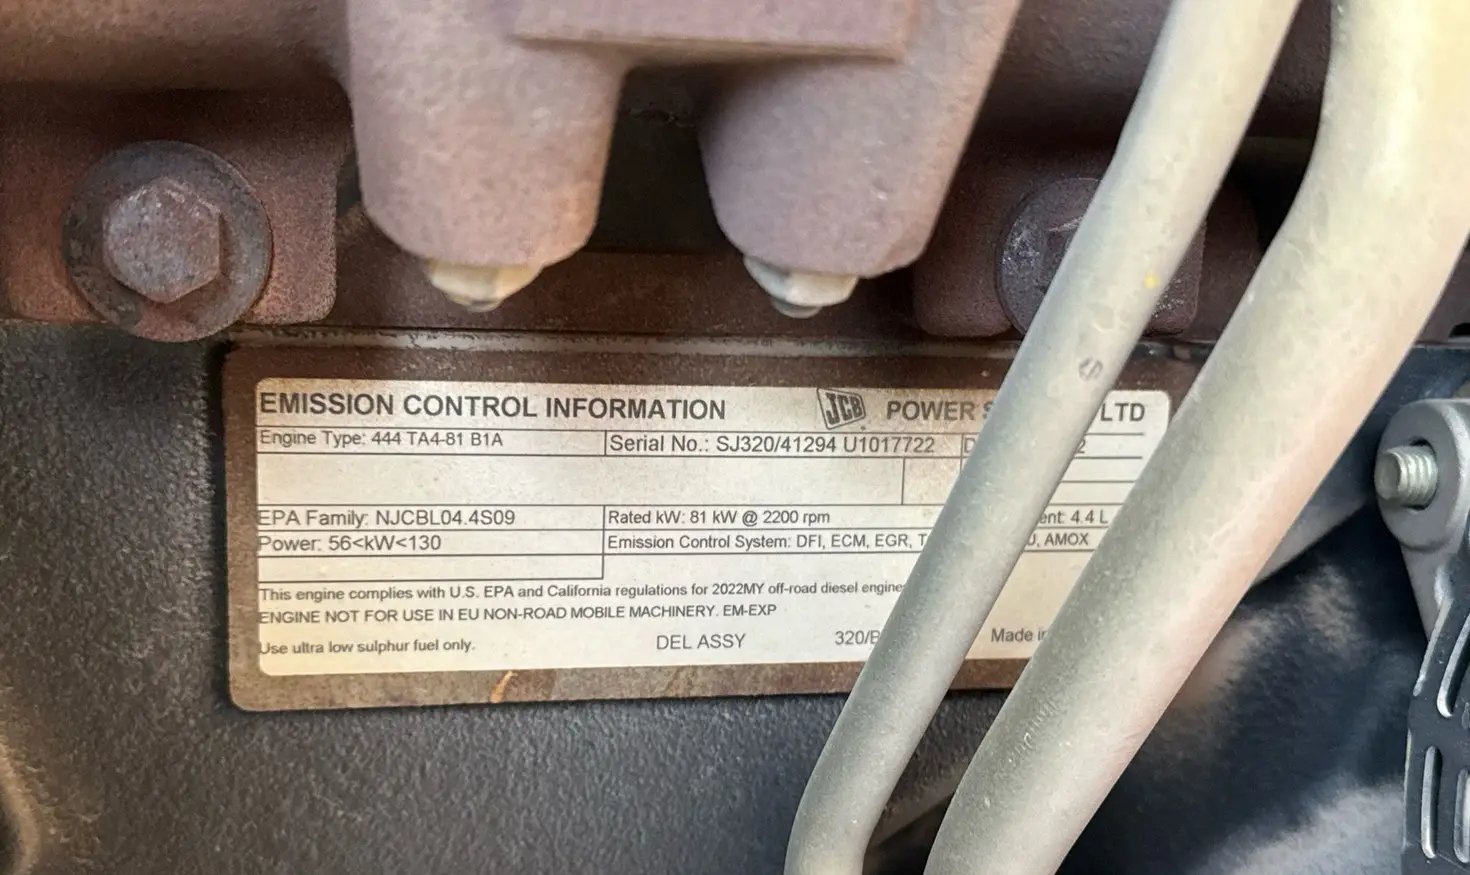 EMISSION CONTROL INFORMATION JCB POWER LTD
Engine Type: 444 TA4-81 B1A Serial No.: SJ320/41294 U1017722
EPA Family: NJCBL04.4S09 Rated kW: 81 kW @ 2200 rpm 4.4 L
Power: 56<kW<130 Emission Control System: DFI, ECM, EGR, AMOX
This engine complies with U.S. EPA and California regulations for 2022MY off-road diesel engine
ENGINE NOT FOR USE IN EU NON-ROAD MOBILE MACHINERY. EM-EXP
Use ultra low sulphur fuel only. DEL ASSY 320/ Made in